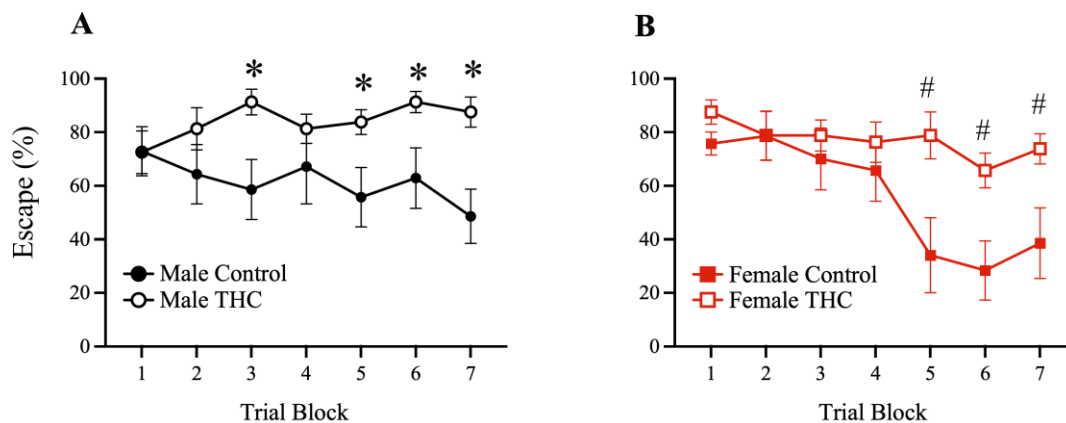 A
B
Escape (%)
100
80
60
40
20
0
* * * *
Male Control
Male THC
1 2 3 4 5 6 7
Trial Block
100
80
60
40
20
0
# # #
Female Control
Female THC
1 2 3 4 5 6 7
Trial Block